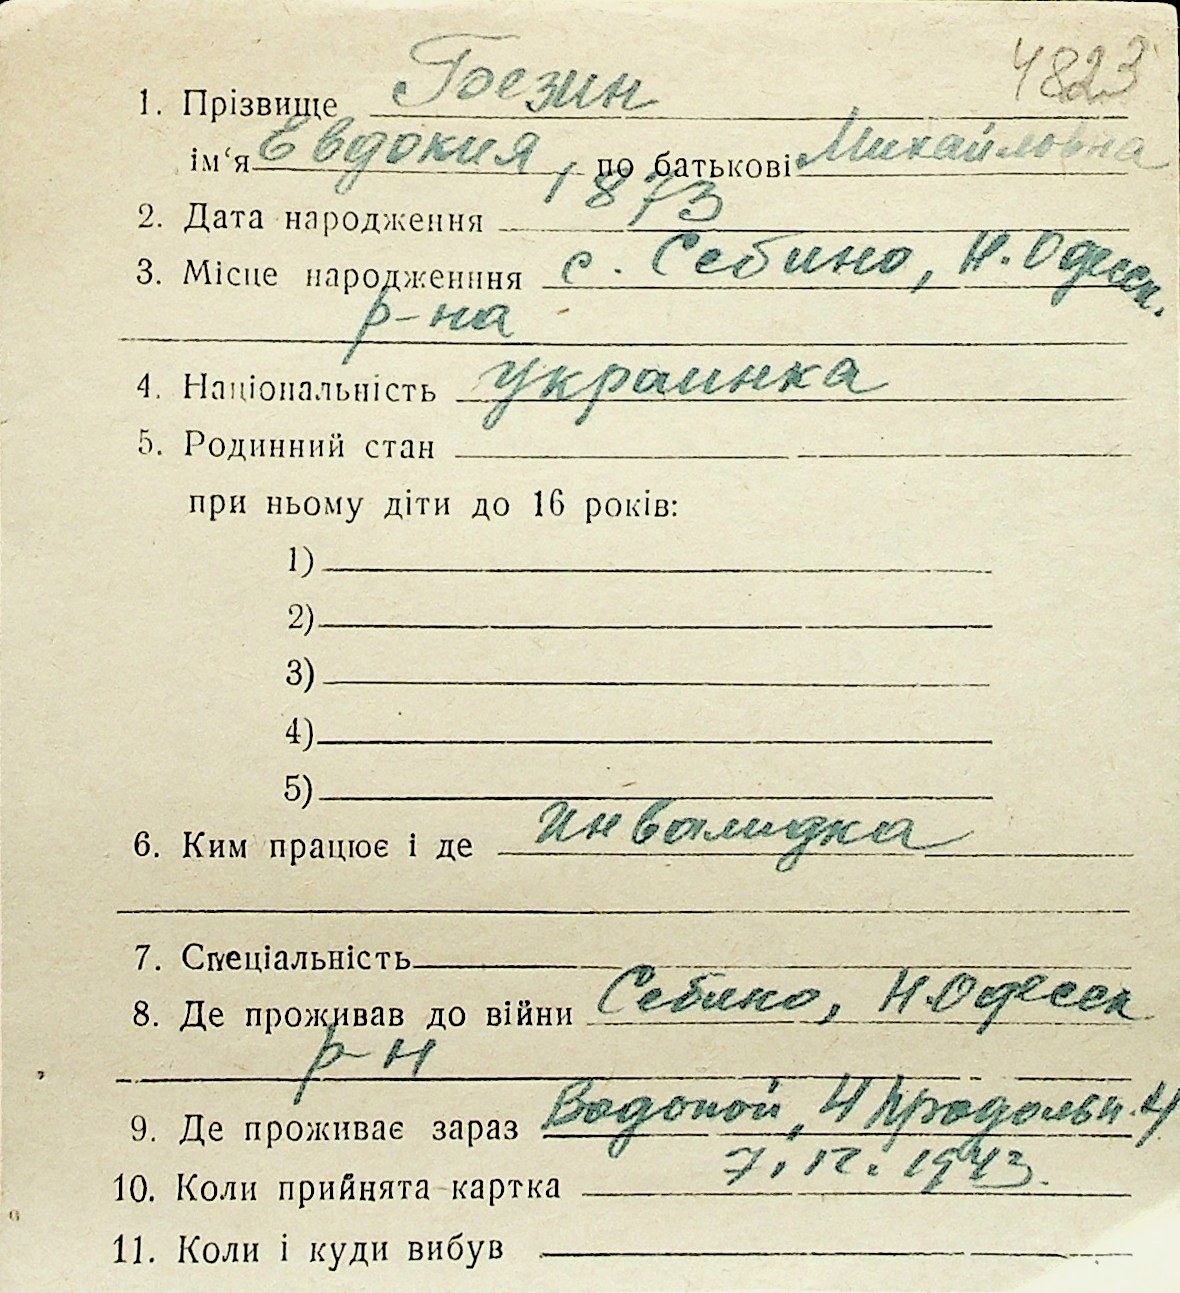 4823
1. Прізвище Гоезин
ім‘я Евдокия по батькові Михайловна
2. Дата народження 1873
3. Місце народженння с. Себино, Н. Одесск.
р-на
4. Національність украинка
5. Родинний стан
при ньому діти до 16 років:
1)
2)
3)
4)
5)
6. Ким працює і де инвалидка
7. Спеціальність
8. Де проживав до війни Себино, Н. Одесск
р-н
9. Де проживає зараз Водопой, 4 продольн. 4
10. Коли прийнята картка 7. IX. 1943.
11. Коли і куди вибув